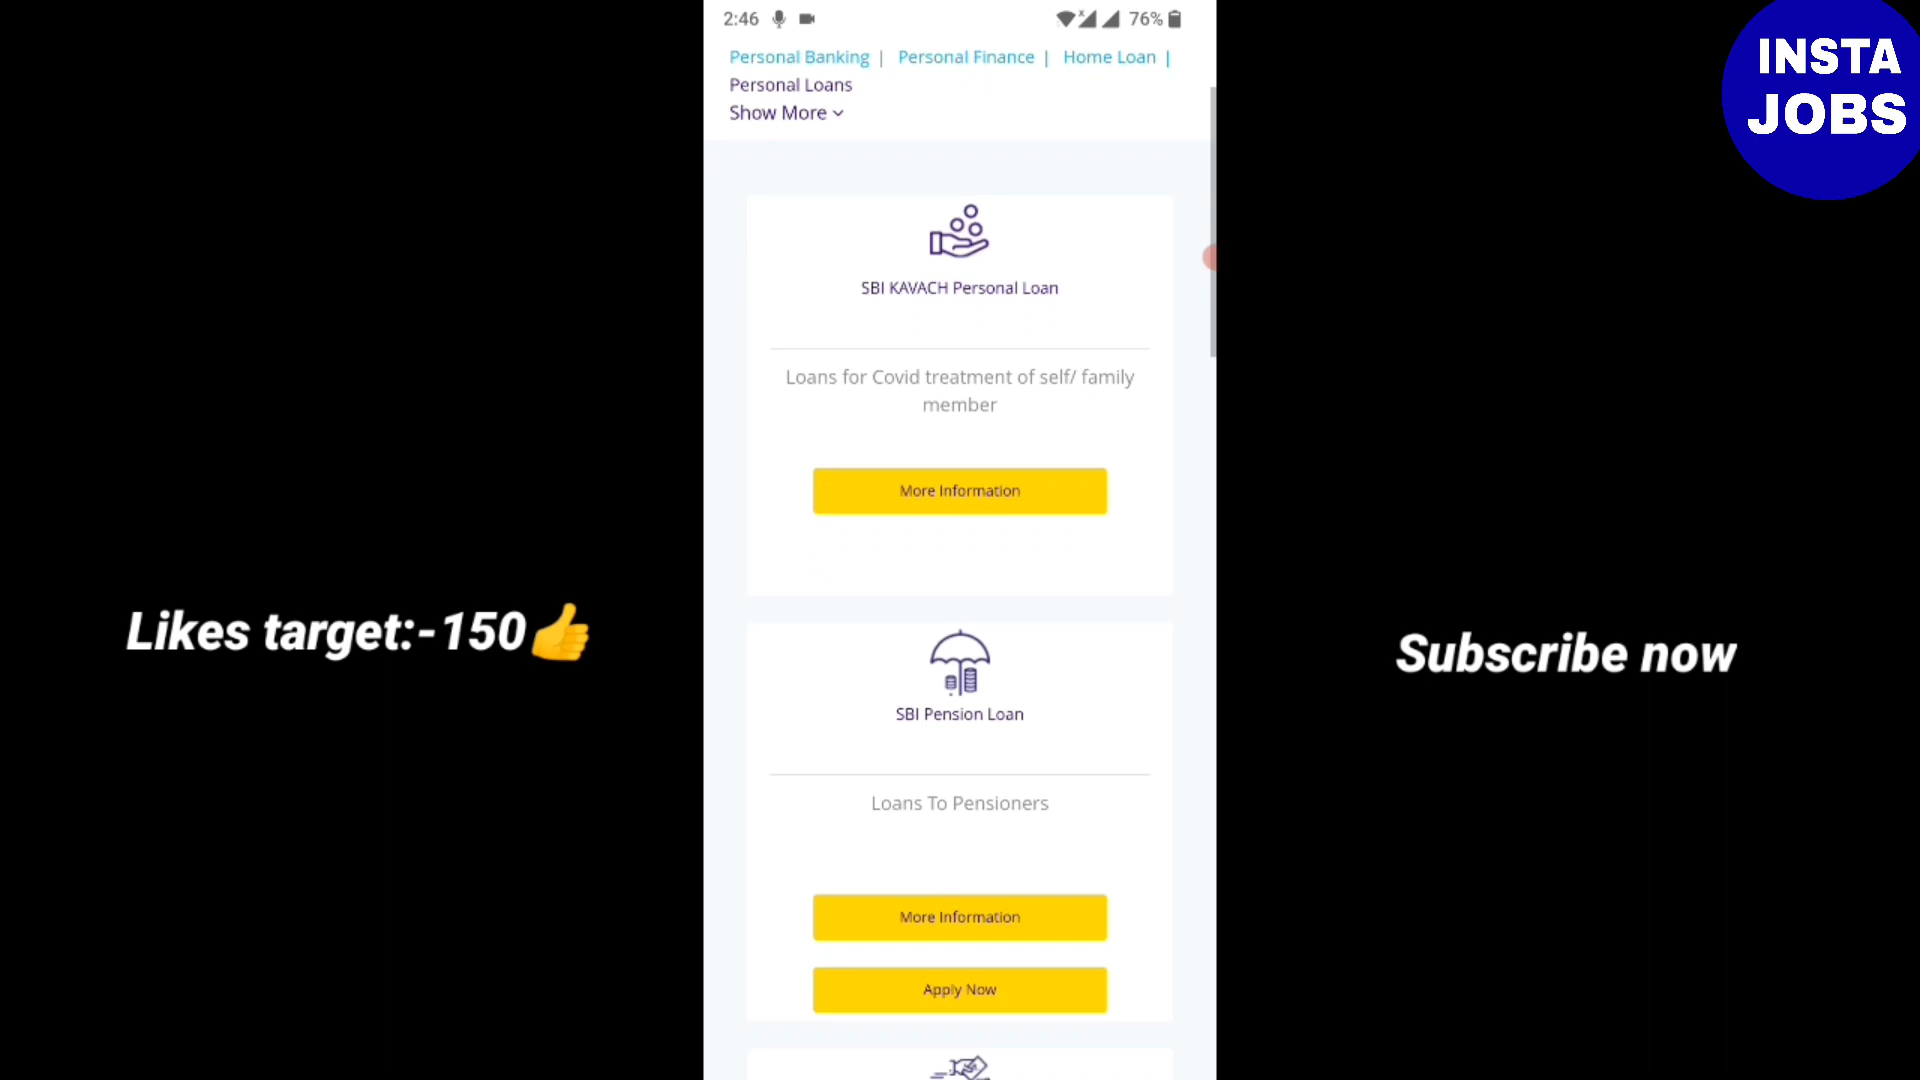 2:46
76%
INSTA
JOBS
Personal Banking | Personal Finance | Home Loan |
Personal Loans
Show More
SBI KAVACH Personal Loan
Loans for Covid treatment of self/ family
member
More Information
Likes target:-150👍
Subscribe now
SBI Pension Loan
Loans To Pensioners
More Information
Apply Now